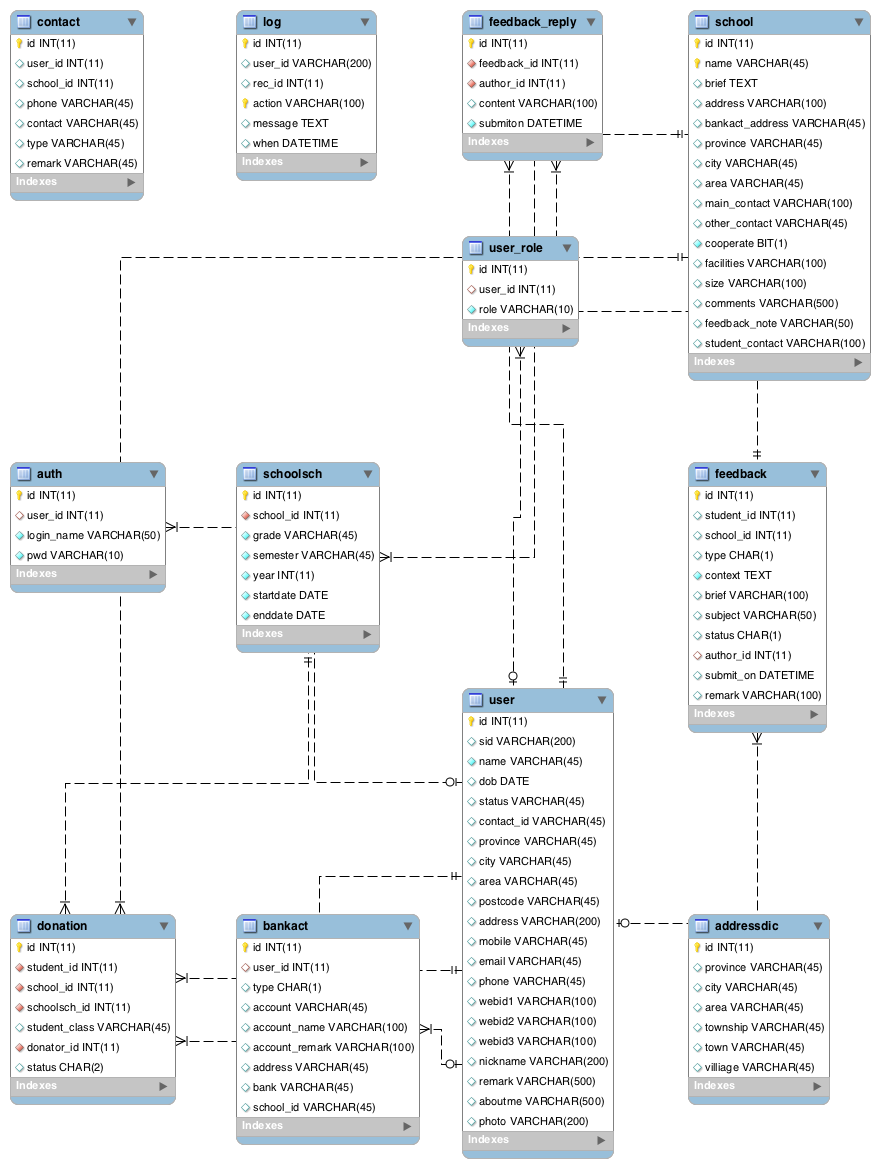 contact
id INT(11)
user_id INT(11)
school_id INT(11)
phone VARCHAR(45)
contact VARCHAR(45)
type VARCHAR(45)
remark VARCHAR(45)
Indexes
log
id INT(11)
user_id VARCHAR(200)
rec_id INT(11)
action VARCHAR(100)
message TEXT
when DATETIME
Indexes
feedback_reply
id INT(11)
feedback_id INT(11)
author_id INT(11)
content VARCHAR(100)
submiton DATETIME
Indexes
school
id INT(11)
name VARCHAR(45)
brief TEXT
address VARCHAR(100)
bankact_address VARCHAR(45)
province VARCHAR(45)
city VARCHAR(45)
area VARCHAR(45)
main_contact VARCHAR(100)
other_contact VARCHAR(45)
cooperate BIT(1)
facilities VARCHAR(100)
size VARCHAR(100)
comments VARCHAR(500)
feedback_note VARCHAR(50)
student_contact VARCHAR(100)
Indexes
user_role
id INT(11)
user_id INT(11)
role VARCHAR(10)
Indexes
auth
id INT(11)
user_id INT(11)
login_name VARCHAR(50)
pwd VARCHAR(10)
Indexes
schoolsch
id INT(11)
school_id INT(11)
grade VARCHAR(45)
semester VARCHAR(45)
year INT(11)
startdate DATE
enddate DATE
Indexes
feedback
id INT(11)
student_id INT(11)
school_id INT(11)
type CHAR(1)
context TEXT
brief VARCHAR(100)
subject VARCHAR(50)
status CHAR(1)
author_id INT(11)
submit_on DATETIME
remark VARCHAR(100)
Indexes
user
id INT(11)
sid VARCHAR(200)
name VARCHAR(45)
dob DATE
status VARCHAR(45)
contact_id VARCHAR(45)
province VARCHAR(45)
city VARCHAR(45)
area VARCHAR(45)
postcode VARCHAR(45)
address VARCHAR(200)
mobile VARCHAR(45)
email VARCHAR(45)
phone VARCHAR(45)
webid1 VARCHAR(100)
webid2 VARCHAR(100)
webid3 VARCHAR(100)
nickname VARCHAR(200)
remark VARCHAR(500)
aboutme VARCHAR(500)
photo VARCHAR(200)
Indexes
donation
id INT(11)
student_id INT(11)
school_id INT(11)
schoolsch_id INT(11)
student_class VARCHAR(45)
donator_id INT(11)
status CHAR(2)
Indexes
bankact
id INT(11)
user_id INT(11)
type CHAR(1)
account VARCHAR(45)
account_name VARCHAR(100)
account_remark VARCHAR(100)
address VARCHAR(45)
bank VARCHAR(45)
school_id VARCHAR(45)
Indexes
addressdic
id INT(11)
province VARCHAR(45)
city VARCHAR(45)
area VARCHAR(45)
township VARCHAR(45)
town VARCHAR(45)
villiage VARCHAR(45)
Indexes